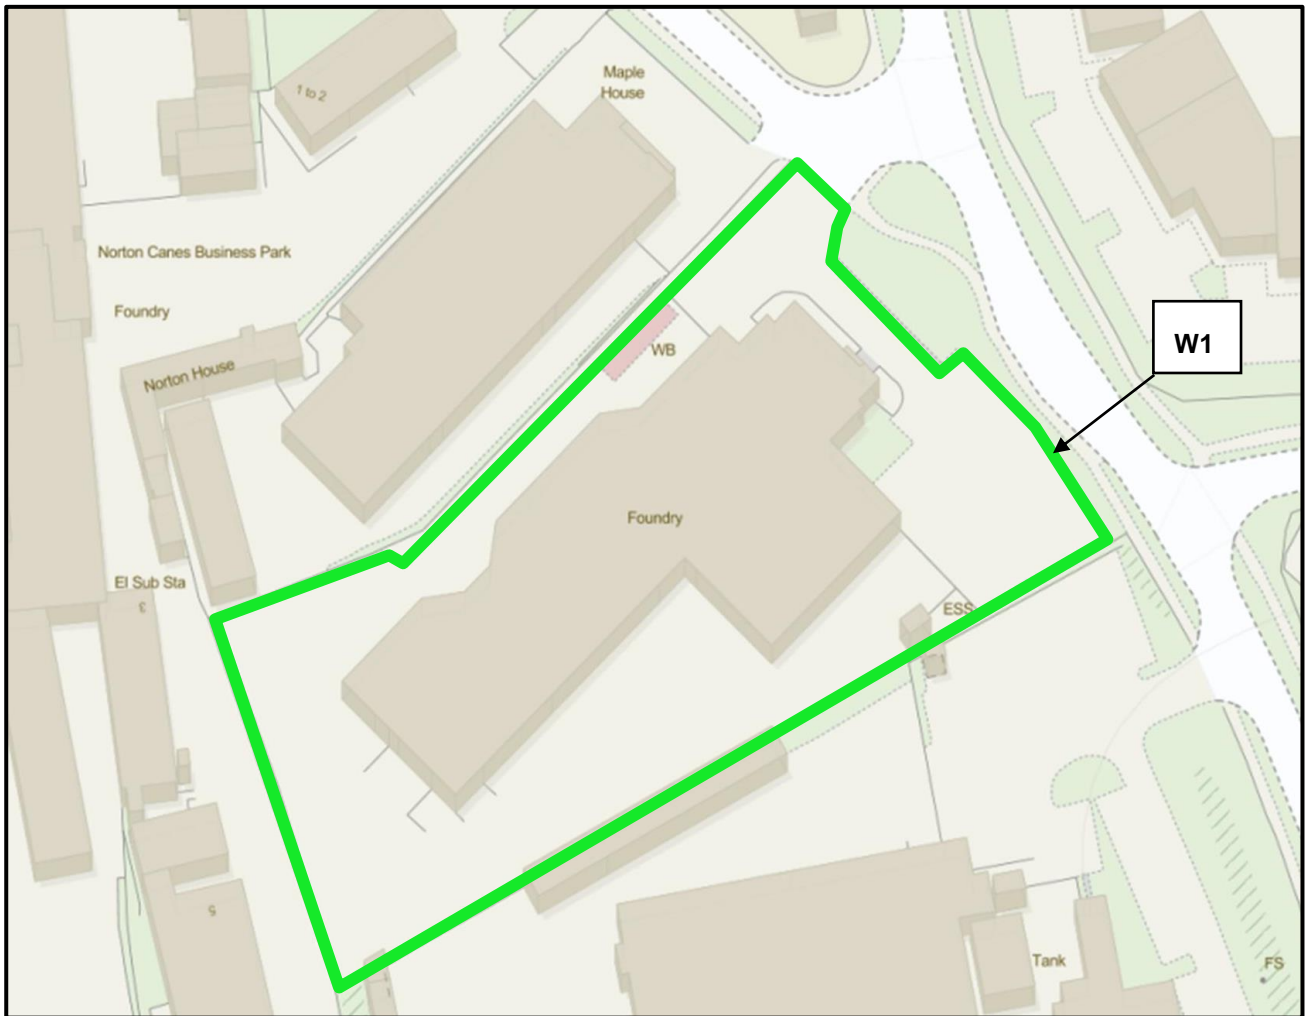 1 to 2
Maple
House
Norton Canes Business Park
Foundry
W1
WB
Norton House
Foundry
El Sub Sta
3
ESS
5
Tank
FS